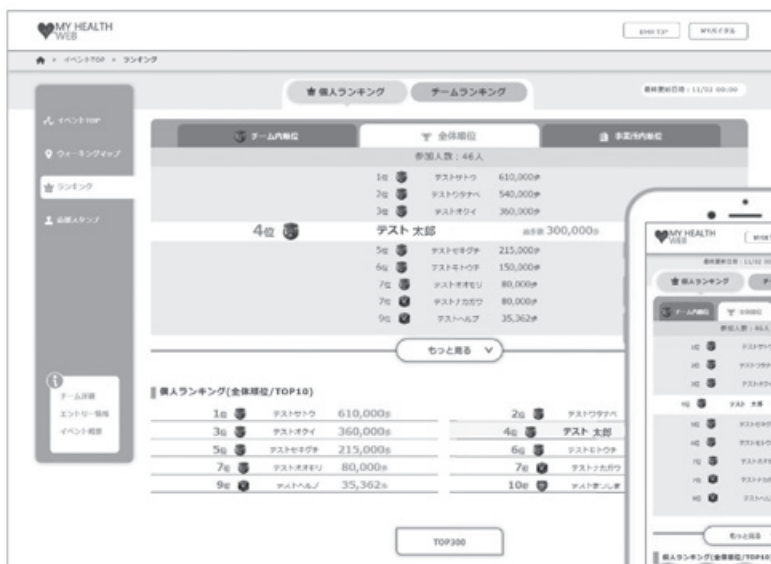 MY HEALTH
WEB
MHW TOP
イベントTOP > ランキング
個人ランキング
チームランキング
最終更新日時：11/02 00:00
イベントTOP
ウォーキングマップ
ランキング
チーム内順位
全体順位
事業所内順位
参加人数：46人
1位 テストサトウ 610,000歩
2位 テストワタナベ 540,000歩
3位 テストオクイ 360,000歩
4位 テスト 太郎 総歩数 300,000歩
5位 テストセキグチ 215,000歩
6位 テストモトウチ 150,000歩
7位 テストオオモリ 80,000歩
7位 テストナカガワ 80,000歩
9位 テストヘルプ 35,362歩
もっと見る
チーム詳細
エントリー情報
イベント概要
個人ランキング(全体順位/TOP10)
1位 テストサトウ 610,000歩
2位 テストワタナベ
3位 テストオクイ 360,000歩
4位 テスト 太郎
5位 テストセキグチ 215,000歩
6位 テストモトウチ
7位 テストオオモリ 80,000歩
7位 テストナカガワ
9位 テストヘルプ 35,362歩
10位 テストまつしま
TOP300
MY HEALTH
WEB
個人ランキング
チーム内順位
全体順位
参加人数：46人
テスト 太郎
もっと見る
個人ランキング(全体順位/TOP10)